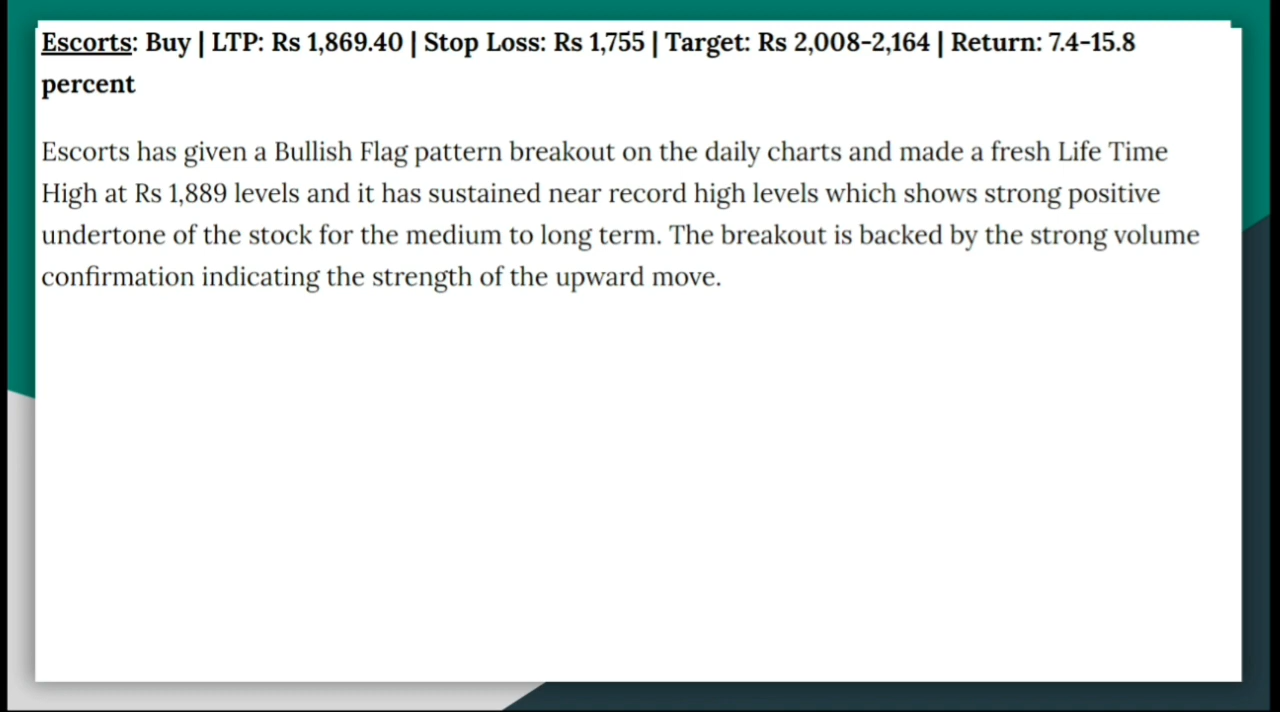 Escorts: Buy | LTP: Rs 1,869.40 | Stop Loss: Rs 1,755 | Target: Rs 2,008-2,164 | Return: 7.4-15.8
percent
Escorts has given a Bullish Flag pattern breakout on the daily charts and made a fresh Life Time
High at Rs 1,889 levels and it has sustained near record high levels which shows strong positive
undertone of the stock for the medium to long term. The breakout is backed by the strong volume
confirmation indicating the strength of the upward move.